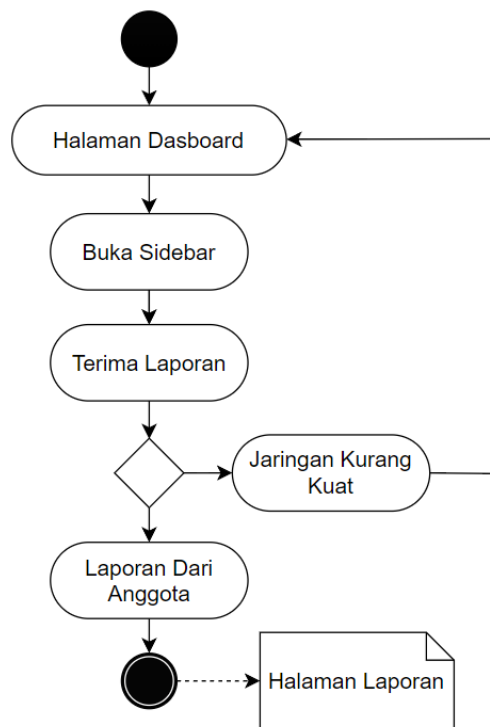 Halaman Dasboard
Buka Sidebar
Terima Laporan
Jaringan Kurang
Kuat
Laporan Dari
Anggota
Halaman Laporan